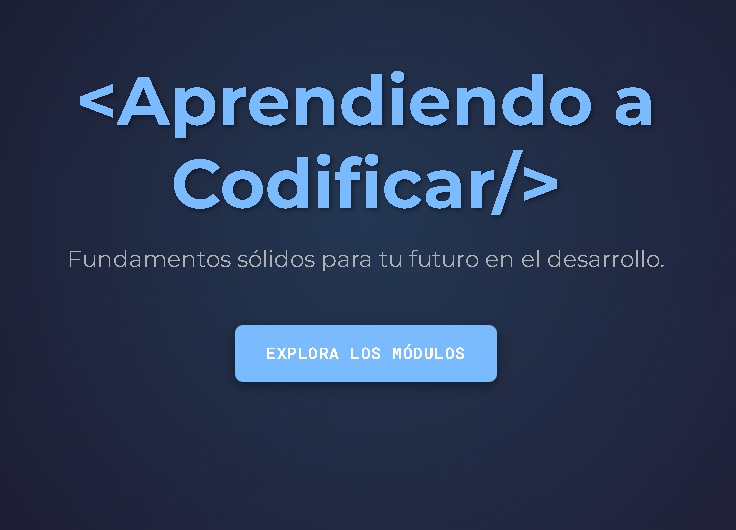 <Aprendiendo a
Codificar/>
Fundamentos sólidos para tu futuro en el desarrollo.
EXPLORA LOS MÓDULOS